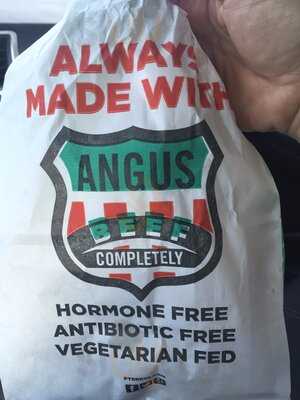 ALWAYS
MADE WITH
ANGUS
BEEF
COMPLETELY
HORMONE FREE
ANTIBIOTIC FREE
VEGETARIAN FED